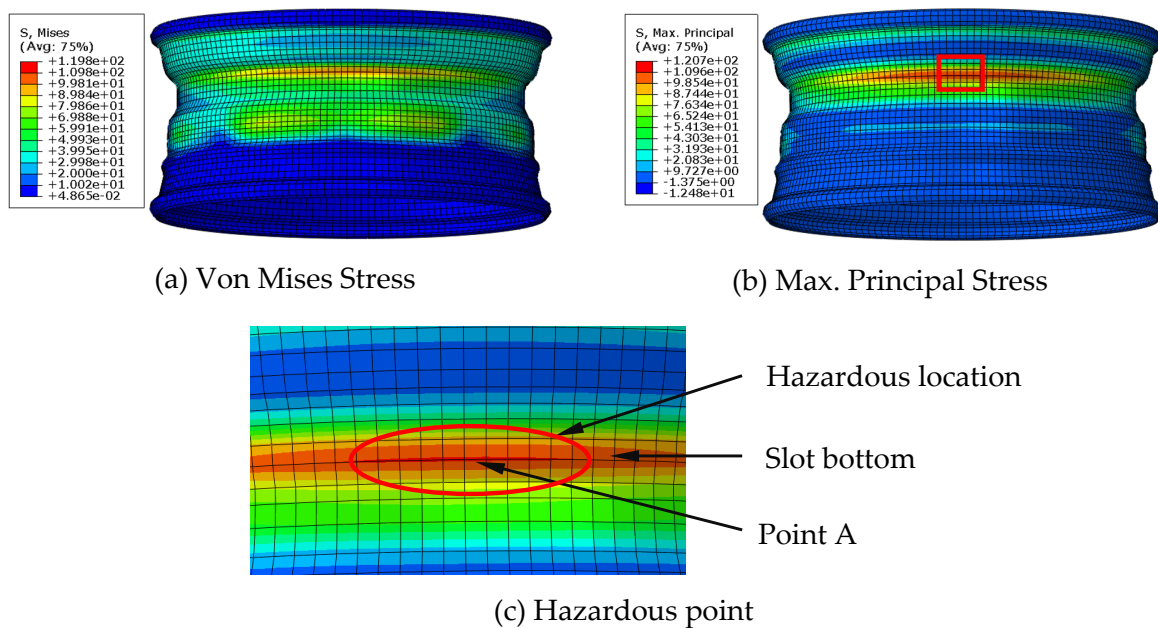 S, Mises
(Avg: 75%)
+1.198e+02
+1.098e+02
+9.981e+01
+8.984e+01
+7.986e+01
+5.991e+01
+4.993e+01
+3.995e+01
+2.998e+01
+2.000e+01
+1.002e+01
+4.865e-02
S, Max. Principal
(Avg: 75%)
+1.207e+02
+1.096e+02
+9.854e+01
+8.744e+01
+7.634e+01
+6.524e+01
+5.413e+01
+4.303e+01
+3.193e+01
+2.083e+01
+9.727e+00
-1.375e+00
-1.248e+01
(a) Von Mises Stress
(b) Max. Principal Stress
Hazardous location
Slot bottom
Point A
(c) Hazardous point